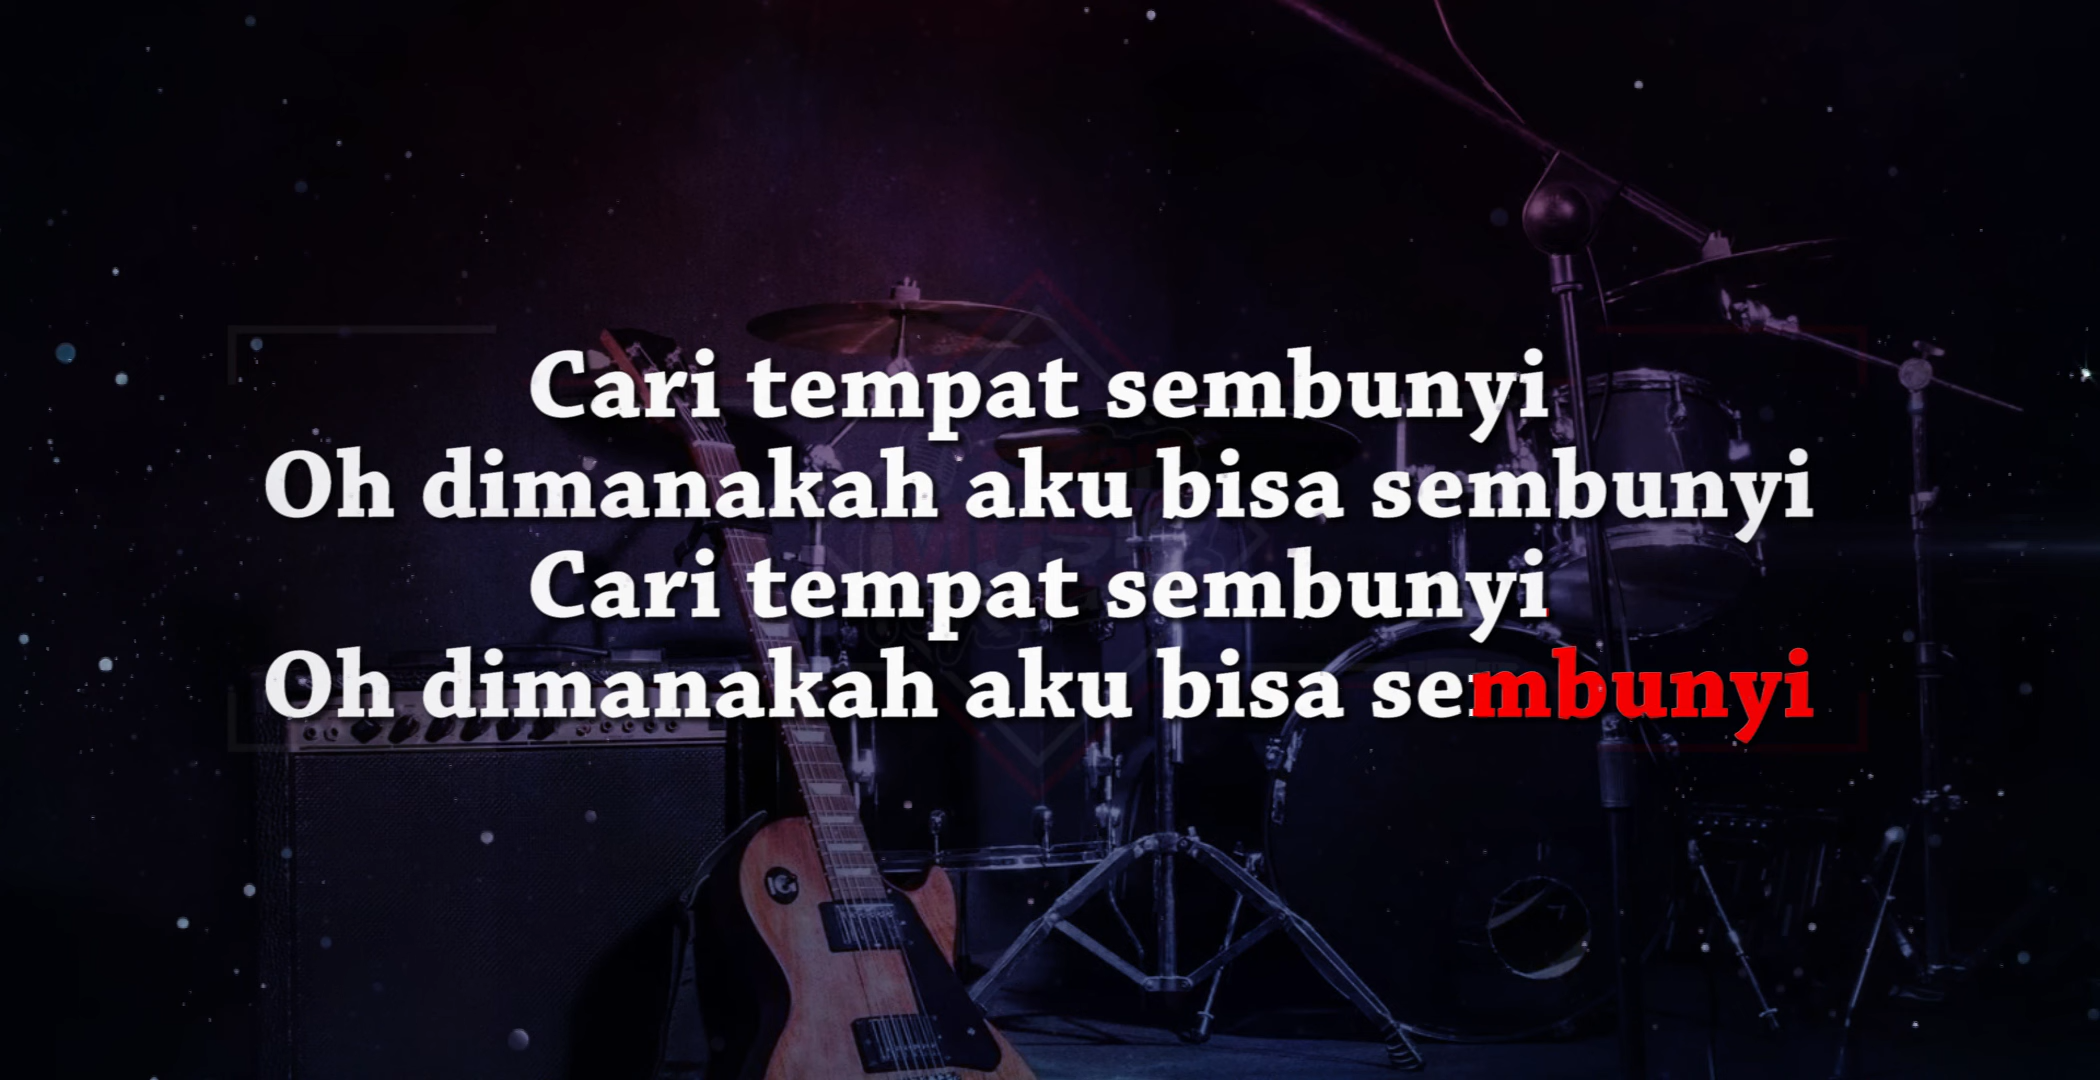 Cari tempat sembunyi
Oh dimanakah aku bisa sembunyi
Cari tempat sembunyi
Oh dimanakah aku bisa sembunyi